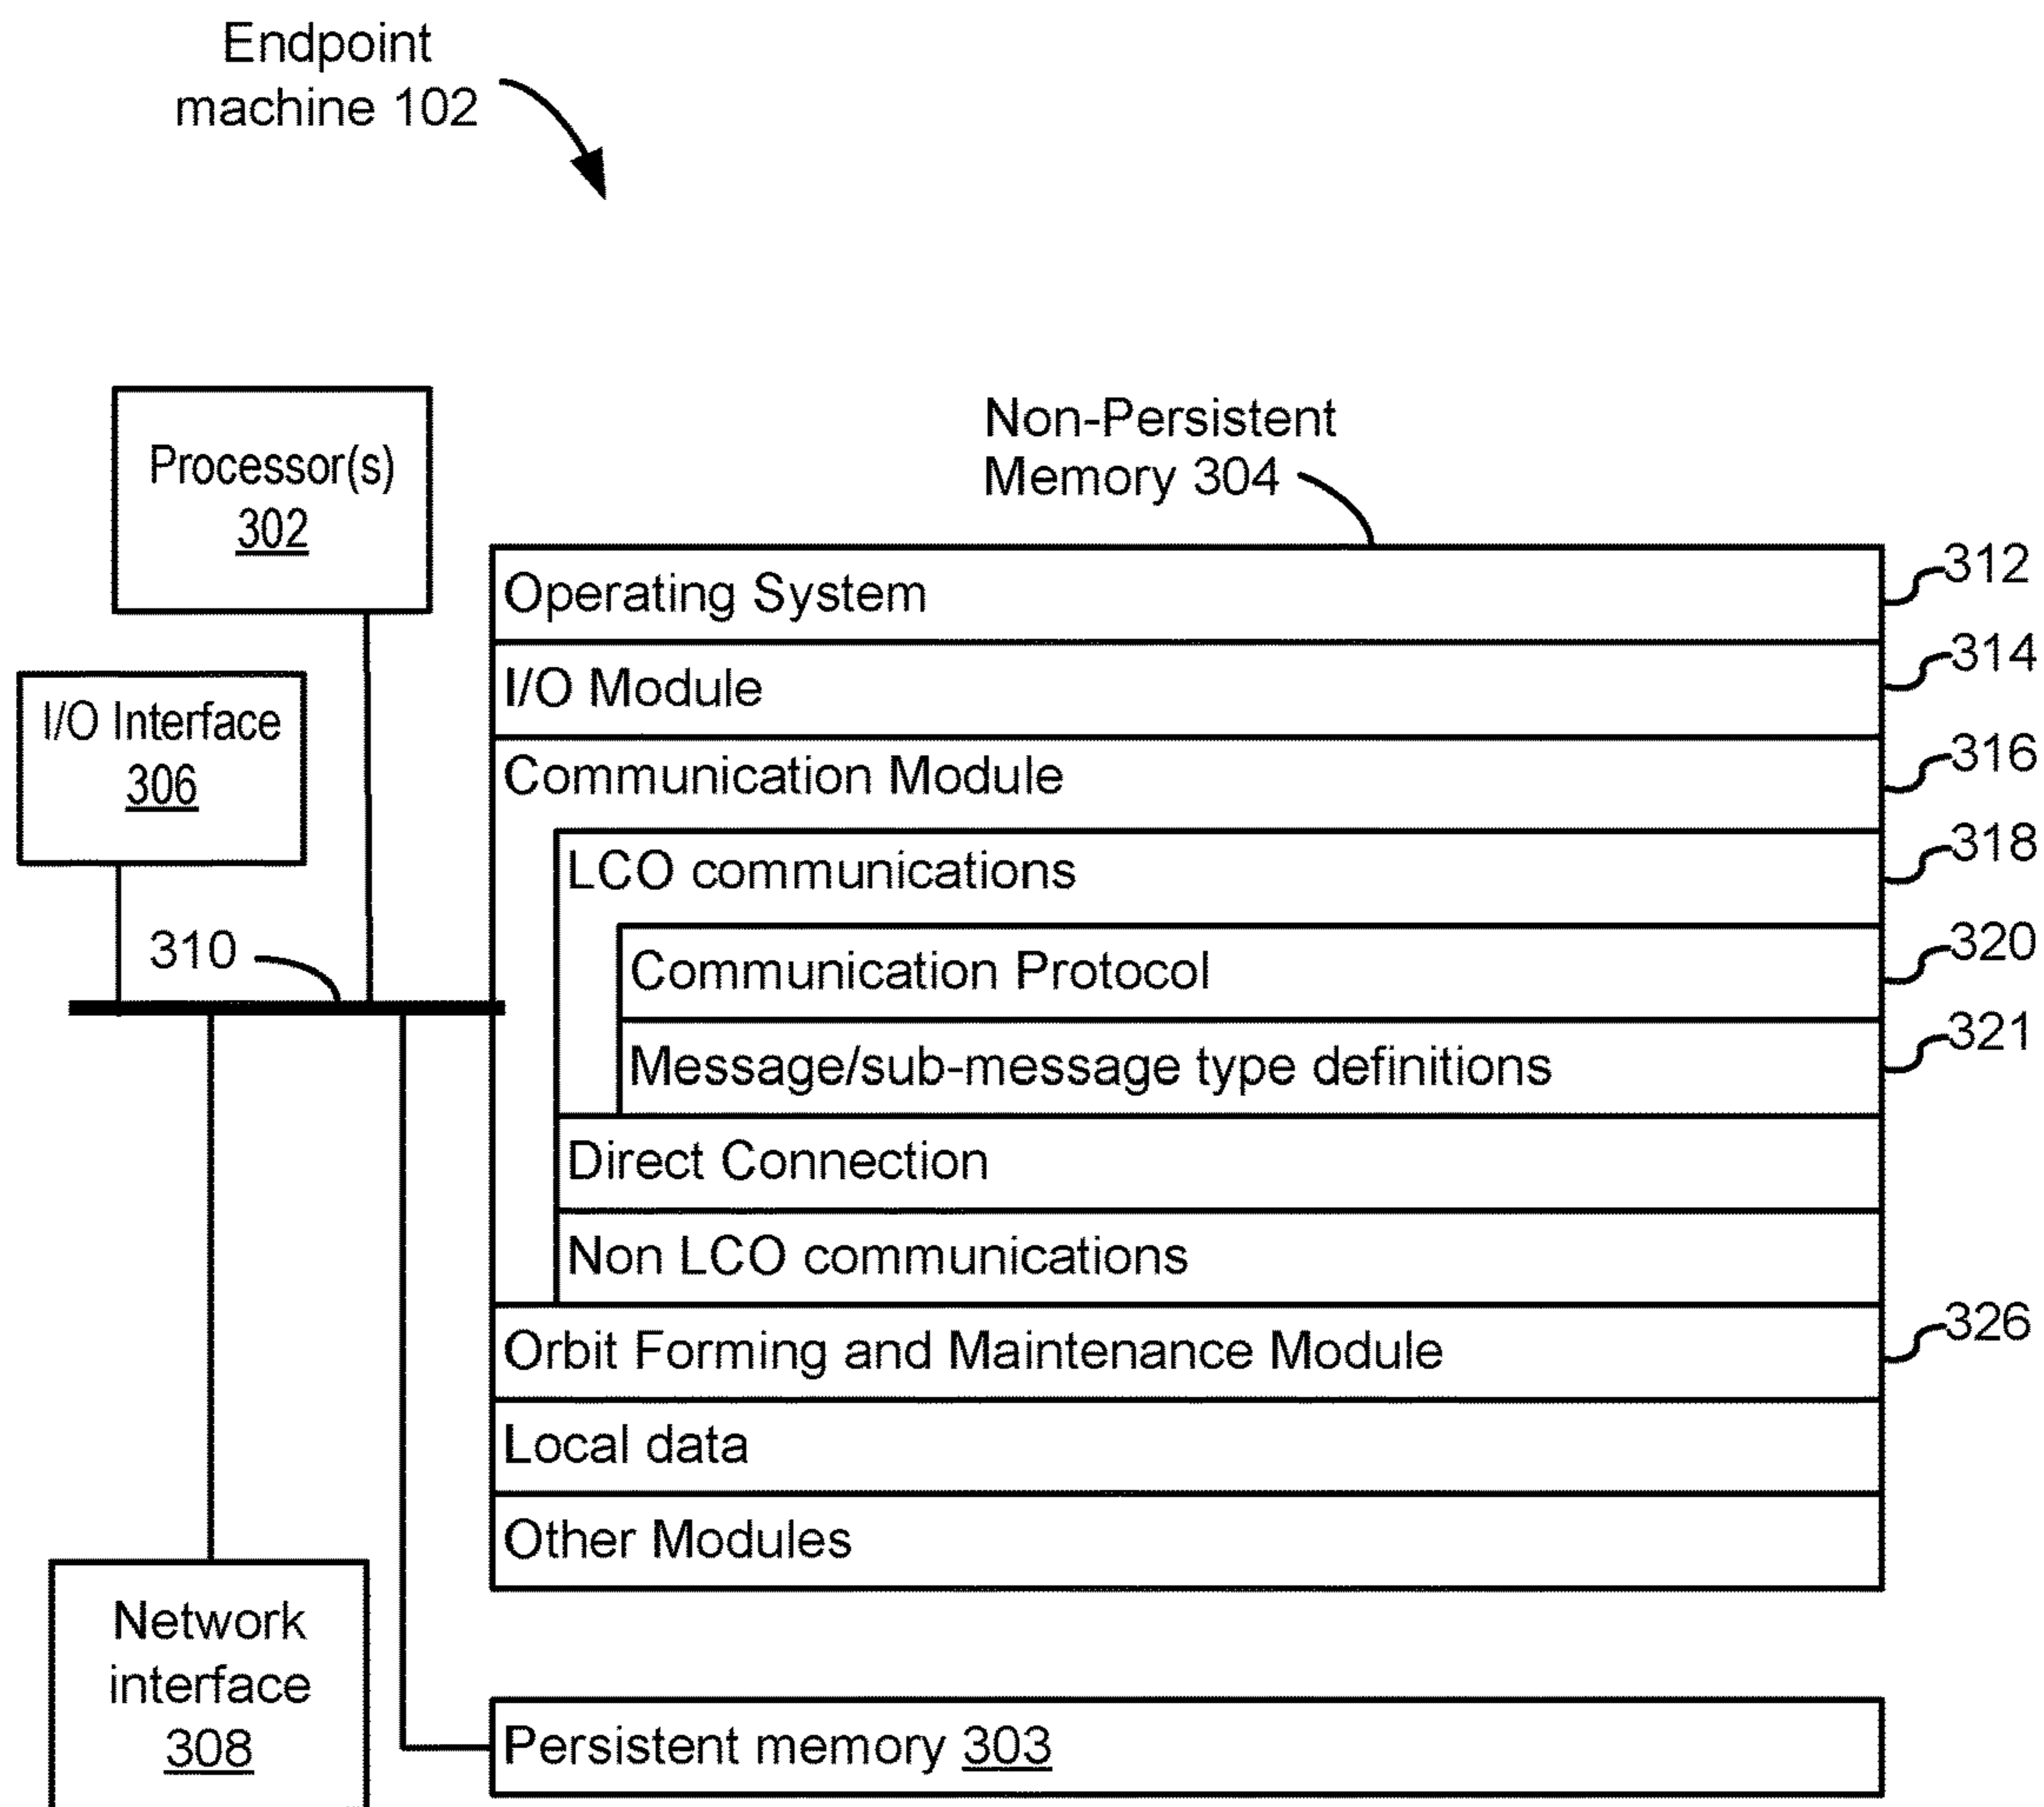 Endpoint
machine 102
Processor(s)
302
Non-Persistent
Memory 304
I/O Interface
306
310
Operating System
312
I/O Module
314
Communication Module
316
LCO communications
318
Communication Protocol
320
Message/sub-message type definitions
321
Direct Connection
Non LCO communications
Orbit Forming and Maintenance Module
326
Local data
Other Modules
Network
interface
308
Persistent memory 303